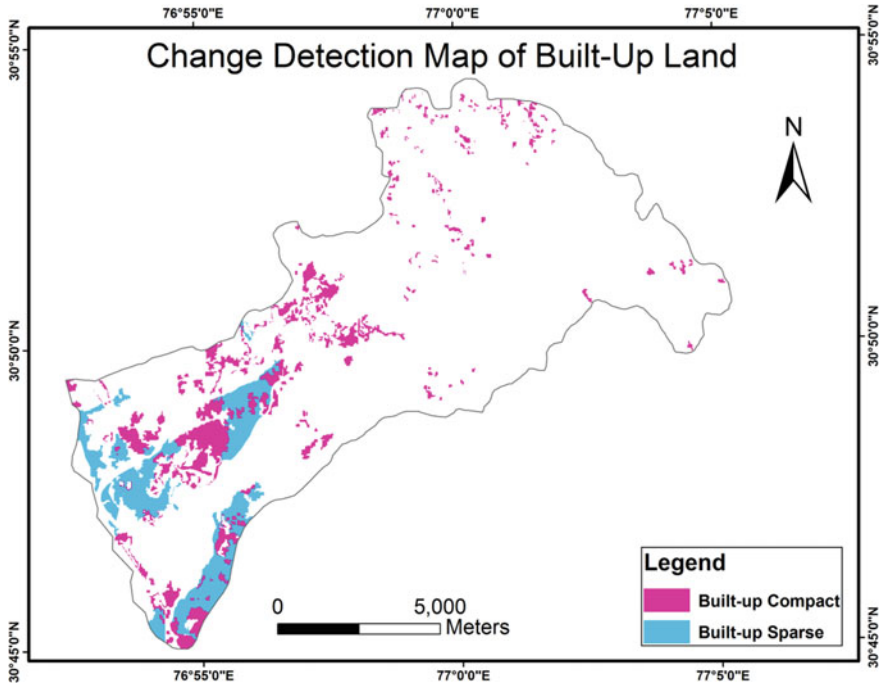 76°55'0"E 77°0'0"E 77°5'0"E
30°55'0"N 30°55'0"N
Change Detection Map of Built-Up Land
N
30°50'0"N 30°50'0"N
Legend
Built-up Compact
Built-up Sparse
0 5,000
Meters
30°45'0"N 30°45'0"N
76°55'0"E 77°0'0"E 77°5'0"E